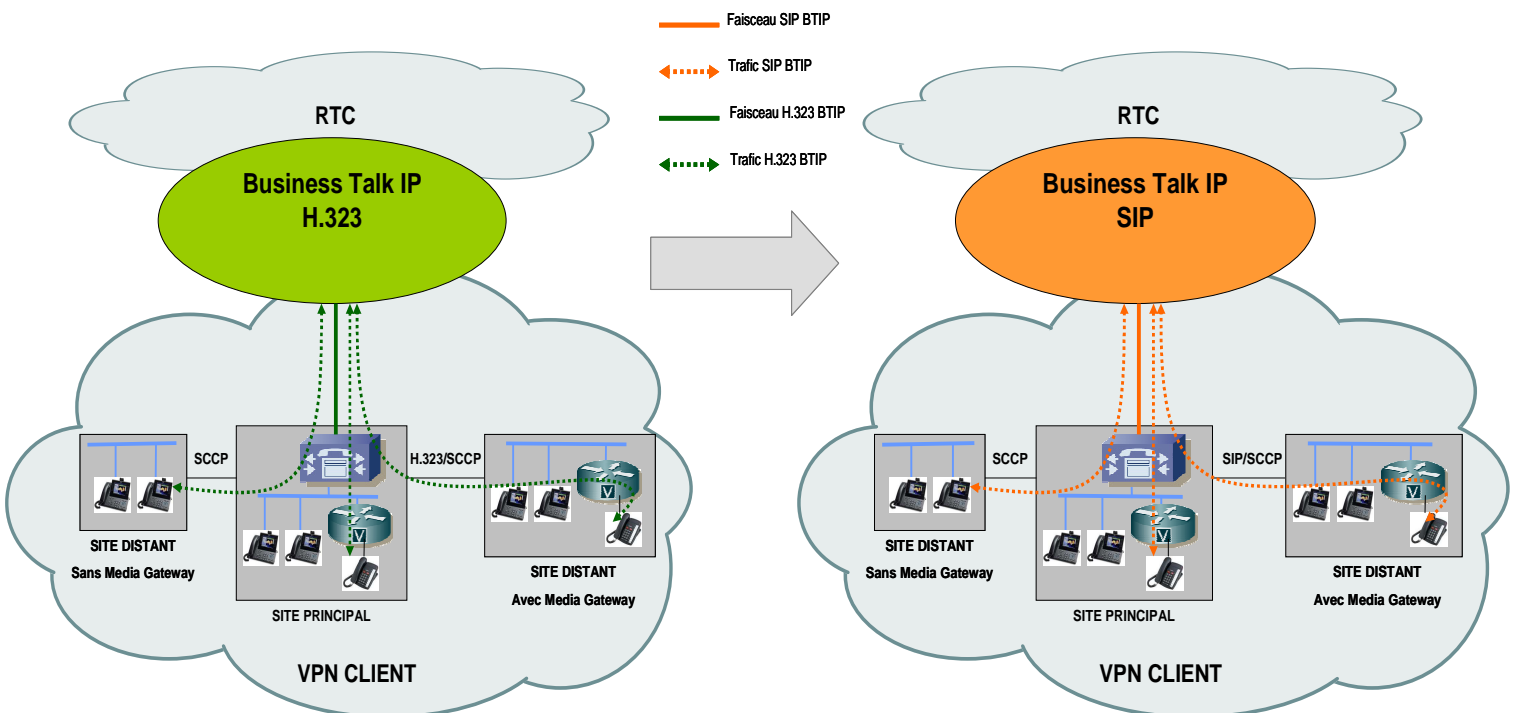 Faisceau SIP BTIP
Trafic SIP BTIP
Faisceau H.323 BTIP
Trafic H.323 BTIP
RTC
Business Talk IP
H.323
SCCP
H.323/SCCP
V
V
SITE DISTANT
Sans Media Gateway
SITE PRINCIPAL
SITE DISTANT
Avec Media Gateway
VPN CLIENT
RTC
Business Talk IP
SIP
SCCP
SIP/SCCP
V
V
SITE DISTANT
Sans Media Gateway
SITE PRINCIPAL
SITE DISTANT
Avec Media Gateway
VPN CLIENT